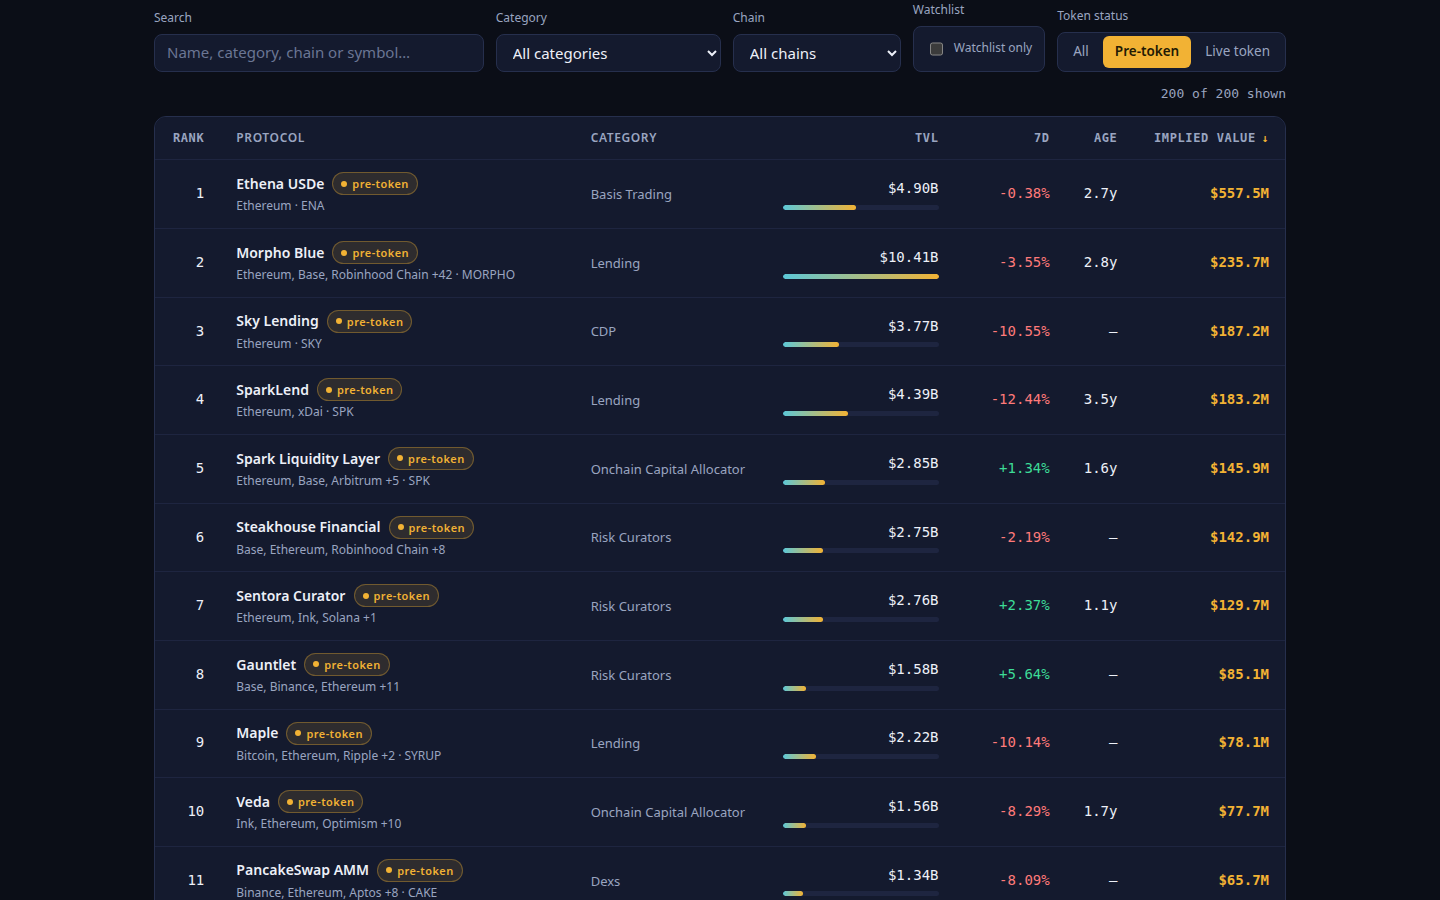 Search Category Chain Watchlist Token status
Name, category, chain or symbol... All categories All chains Watchlist only All Pre-token Live token
200 of 200 shown
RANK PROTOCOL CATEGORY TVL 7D AGE IMPLIED VALUE ↓
1 Ethena USDe pre-token Basis Trading $4.90B -0.38% 2.7y $557.5M
Ethereum · ENA
2 Morpho Blue pre-token Lending $10.41B -3.55% 2.8y $235.7M
Ethereum, Base, Robinhood Chain +42 · MORPHO
3 Sky Lending pre-token CDP $3.77B -10.55% — $187.2M
Ethereum · SKY
4 SparkLend pre-token Lending $4.39B -12.44% 3.5y $183.2M
Ethereum, xDai · SPK
5 Spark Liquidity Layer pre-token Onchain Capital Allocator $2.85B +1.34% 1.6y $145.9M
Ethereum, Base, Arbitrum +5 · SPK
6 Steakhouse Financial pre-token Risk Curators $2.75B -2.19% — $142.9M
Base, Ethereum, Robinhood Chain +8
7 Sentora Curator pre-token Risk Curators $2.76B +2.37% 1.1y $129.7M
Ethereum, Ink, Solana +1
8 Gauntlet pre-token Risk Curators $1.58B +5.64% — $85.1M
Base, Binance, Ethereum +11
9 Maple pre-token Lending $2.22B -10.14% — $78.1M
Bitcoin, Ethereum, Ripple +2 · SYRUP
10 Veda pre-token Onchain Capital Allocator $1.56B -8.29% 1.7y $77.7M
Ink, Ethereum, Optimism +10
11 PancakeSwap AMM pre-token Dexs $1.34B -8.09% — $65.7M
Binance, Ethereum, Aptos +8 · CAKE